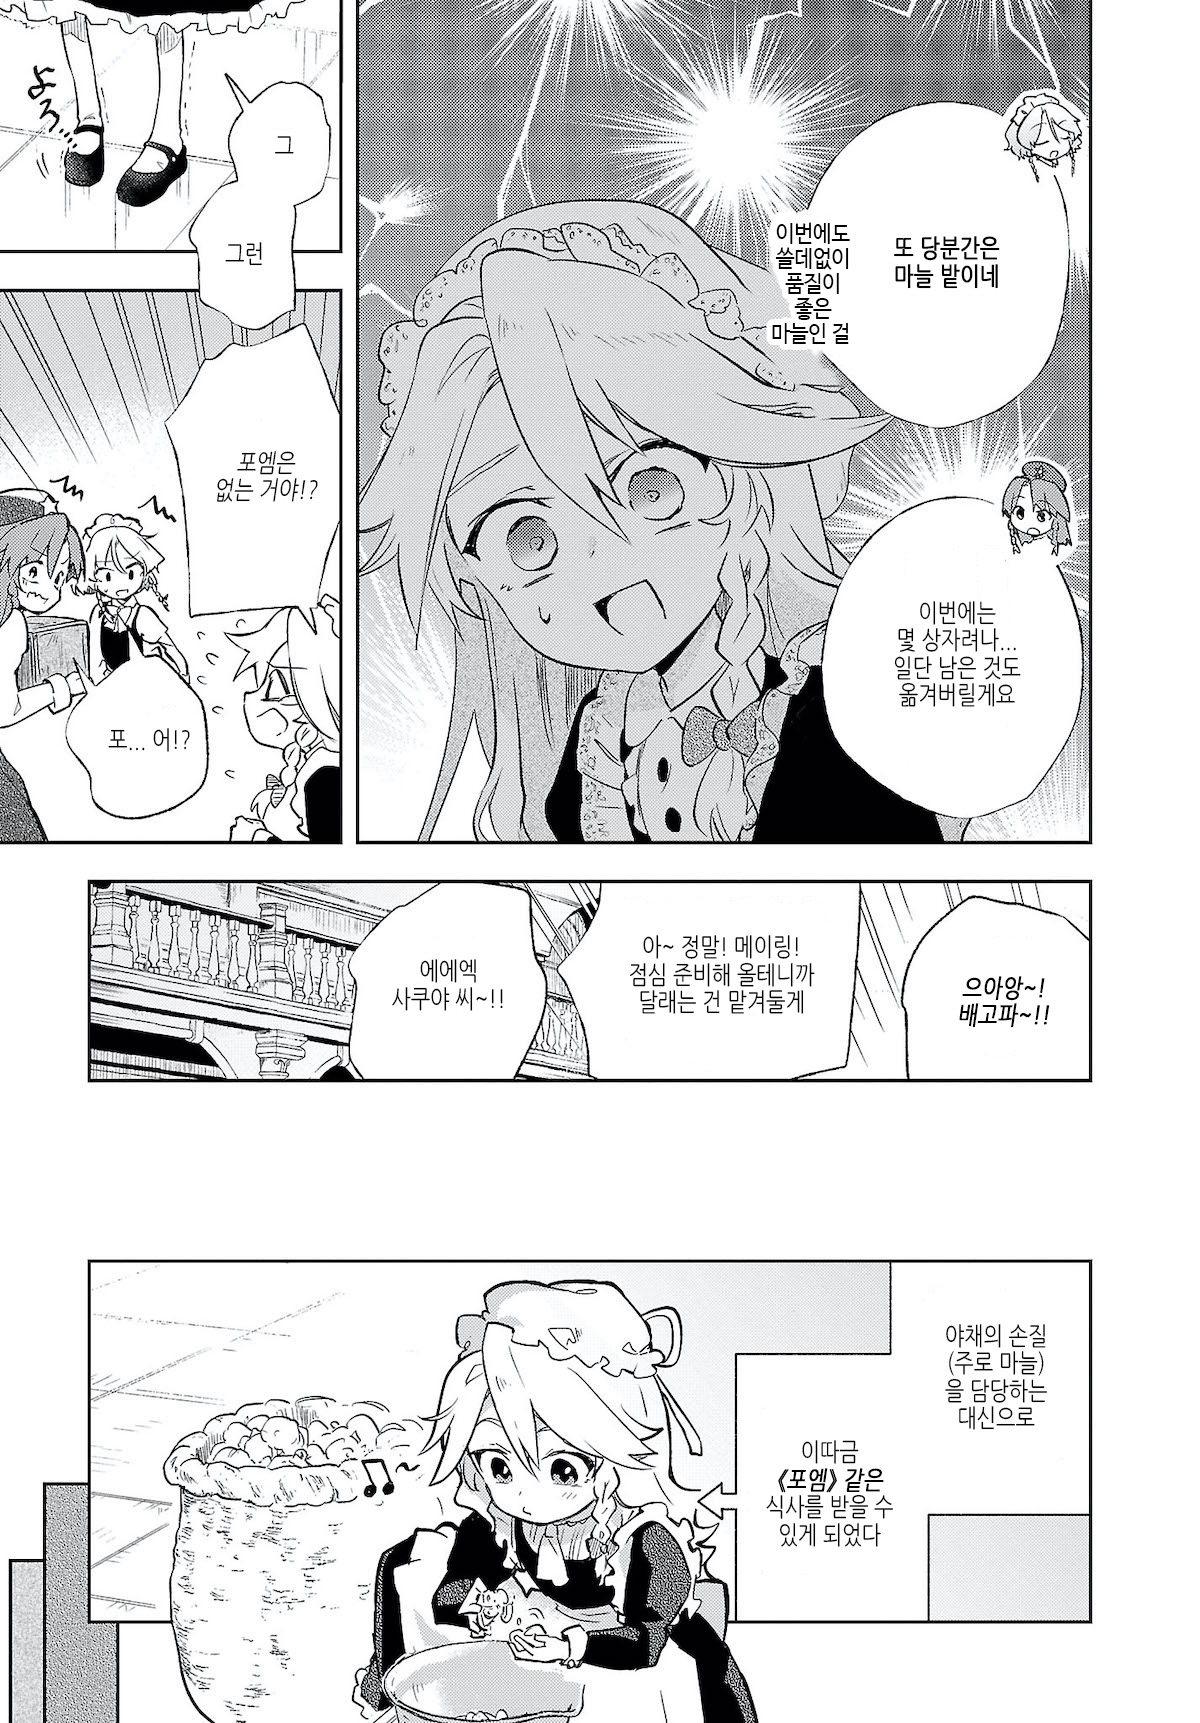 또 당분간은
마늘 밭이네
이번에도
쓸데없이
품질이
좋은
마늘인 걸
이번에는
몇 상자려나...
일단 남은 것도
옮겨버릴게요
그
그런
よろ…
포엠은
없는 거야!?
포... 어!?
으아앙~!
배고파~!!
아~ 정말! 메이링!
점심 준비해 올테니까
달래는 건 맡겨둘게
에에엑
사쿠야 씨~!!
야채의 손질
(주로 마늘)
을 담당하는
대신으로
이따금
《포엠》 같은
식사를 받을 수
있게 되었다